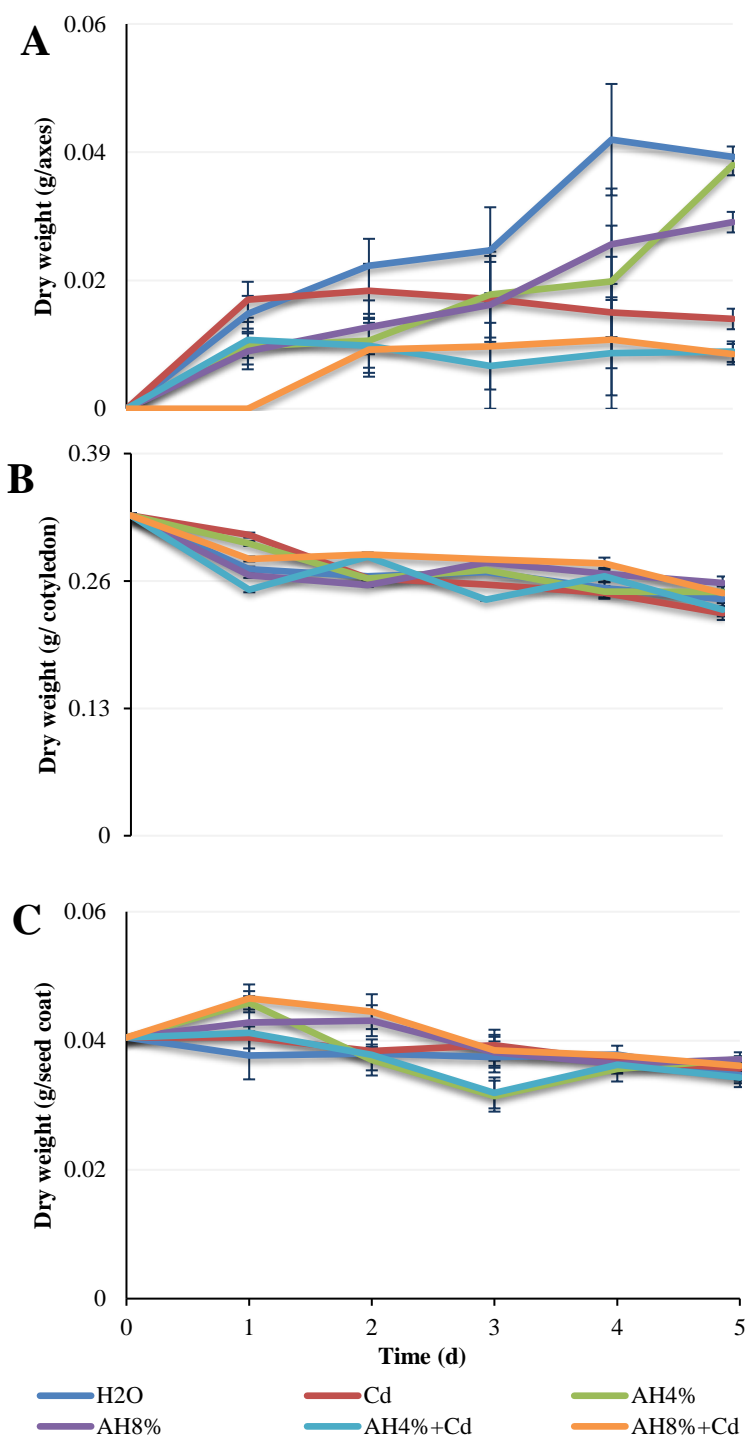 A
Dry weight (g/axes)
0.06
0.04
0.02
0
B
Dry weight (g/ cotyledon)
0.39
0.26
0.13
0
C
Dry weight (g/seed coat)
0.06
0.04
0.02
0
0 1 2 3 4 5
Time (d)
H2O Cd AH4%
AH8% AH4%+Cd AH8%+Cd